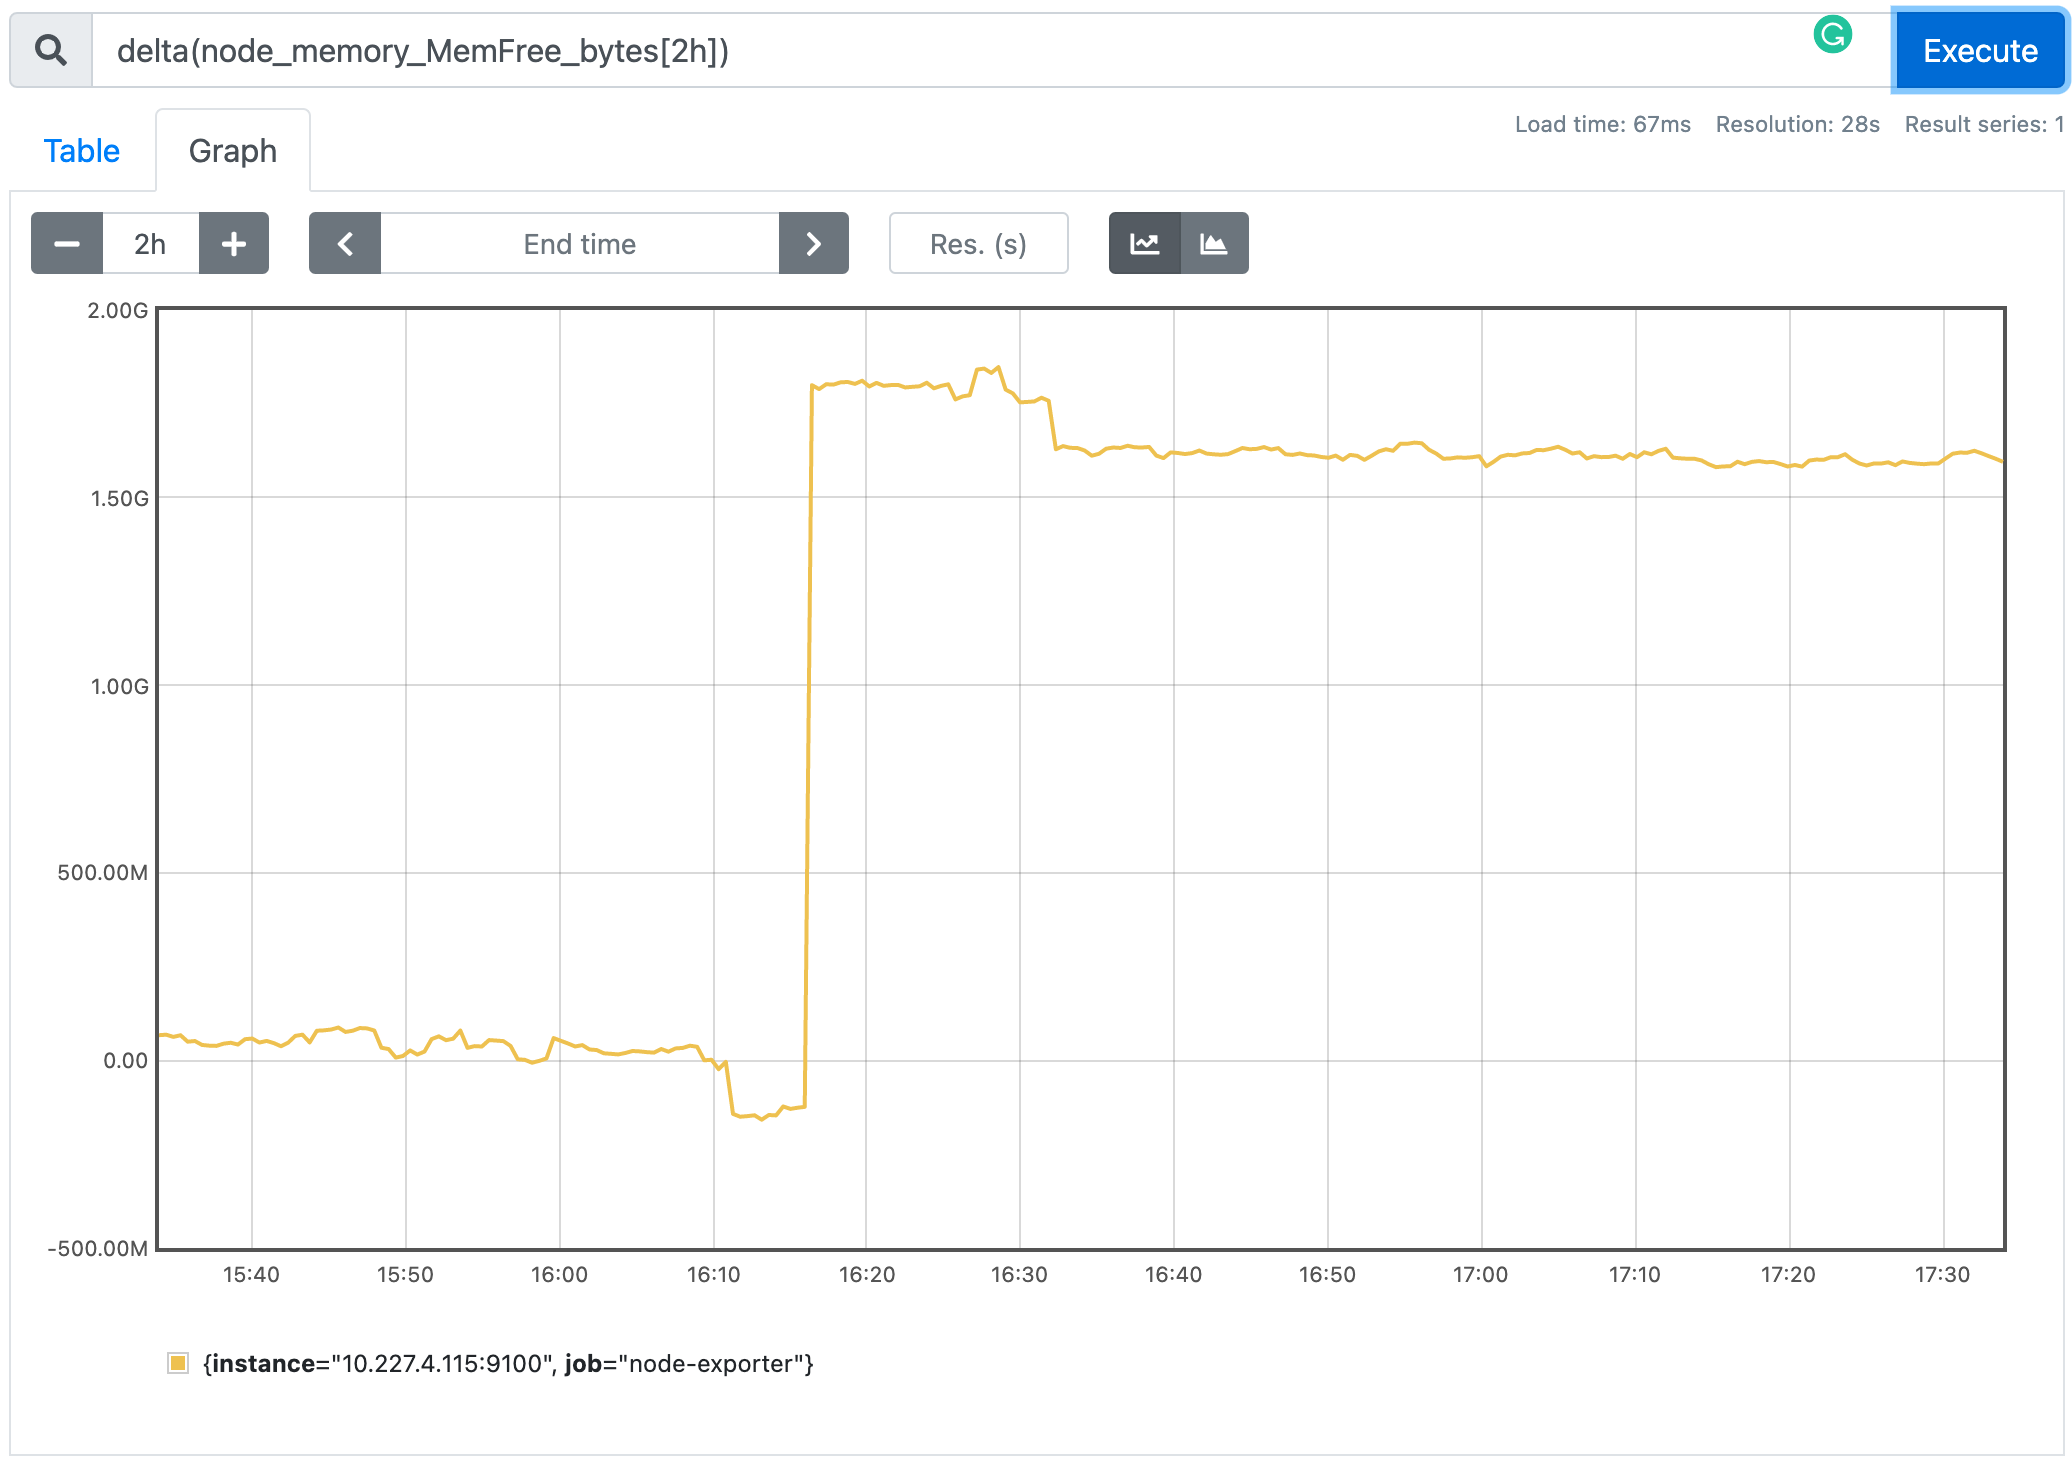 delta(node_memory_MemFree_bytes[2h])
Execute
Load time: 67ms Resolution: 28s Result series: 1
Table Graph
2h End time Res. (s)
2.00G
1.50G
1.00G
500.00M
0.00
-500.00M
15:40 15:50 16:00 16:10 16:20 16:30 16:40 16:50 17:00 17:10 17:20 17:30
{instance="10.227.4.115:9100", job="node-exporter"}